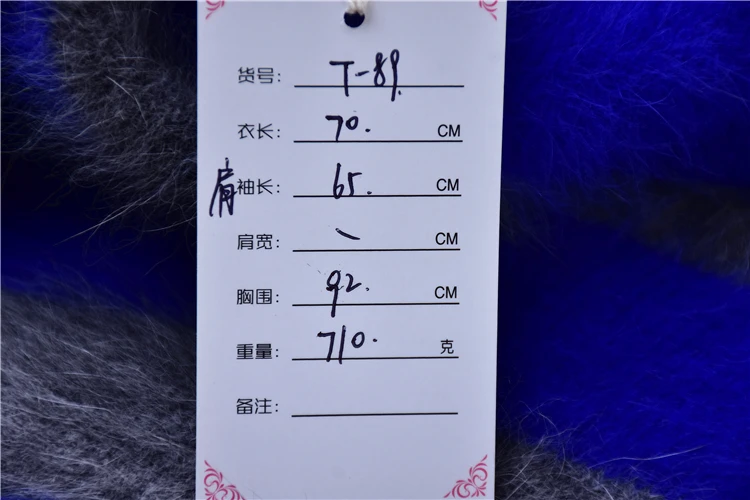 货号: T-89.
衣长: 70. CM
肩袖长: 65. CM
肩宽: 、 CM
胸围: 92. CM
重量: 710. 克
备注: